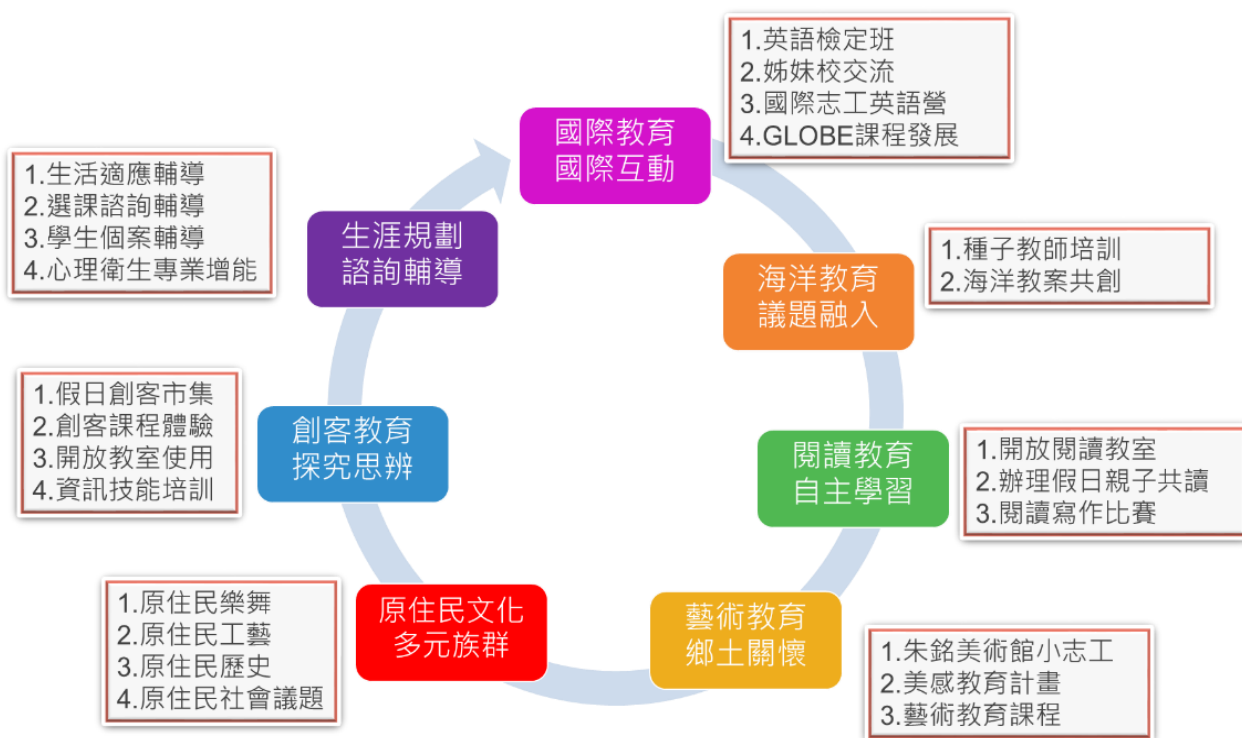 國際教育
國際互動
1.英語檢定班
2.姊妹校交流
3.國際志工英語營
4.GLOBE課程發展
海洋教育
議題融入
1.種子教師培訓
2.海洋教案共創
閱讀教育
自主學習
1.開放閱讀教室
2.辦理假日親子共讀
3.閱讀寫作比賽
藝術教育
鄉土關懷
1.朱銘美術館小志工
2.美感教育計畫
3.藝術教育課程
原住民文化
多元族群
1.原住民樂舞
2.原住民工藝
3.原住民歷史
4.原住民社會議題
創客教育
探究思辨
1.假日創客市集
2.創客課程體驗
3.開放教室使用
4.資訊技能培訓
生涯規劃
諮詢輔導
1.生活適應輔導
2.選課諮詢輔導
3.學生個案輔導
4.心理衛生專業增能